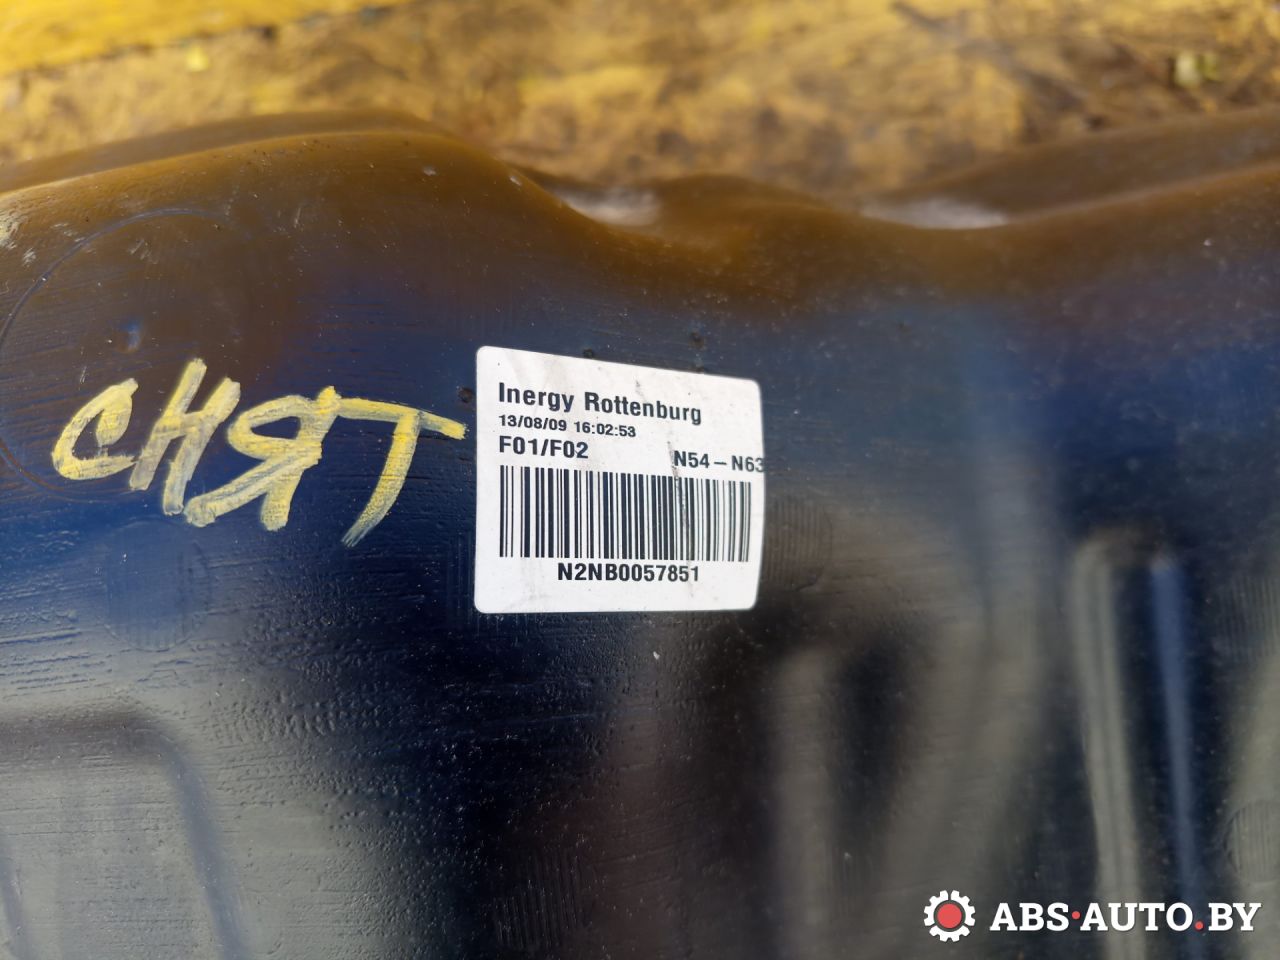 СНЯТ
Inergy Rottenburg
13/08/09 16:02:53
F01/F02 N54 – N63
N2NB0057851
ABS·AUTO.BY